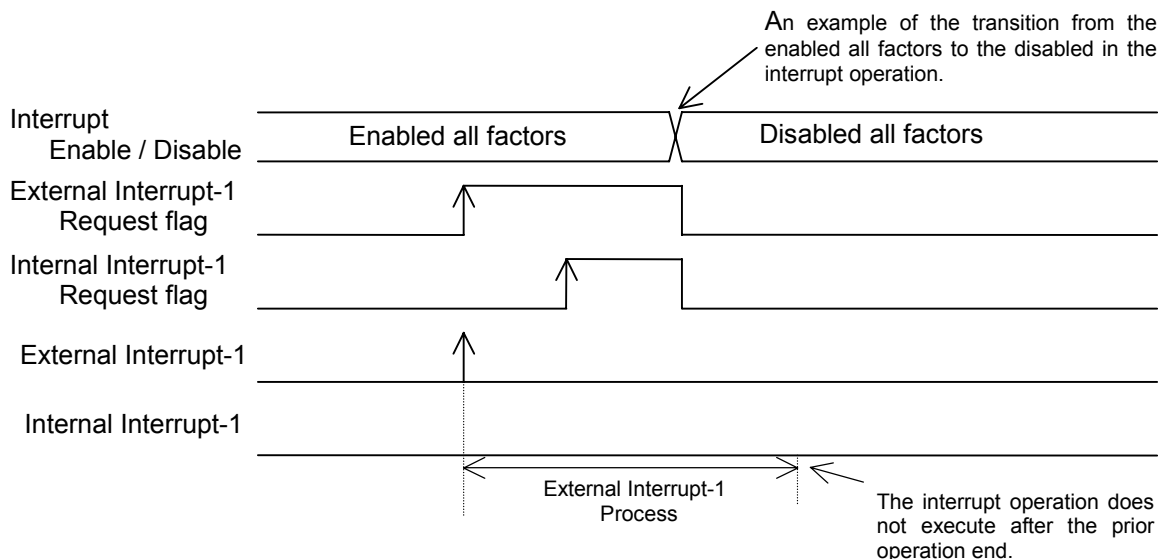 An example of the transition from the
enabled all factors to the disabled in the
interrupt operation.
Interrupt
Enable / Disable
Enabled all factors
Disabled all factors
External Interrupt-1
Request flag
Internal Interrupt-1
Request flag
External Interrupt-1
Internal Interrupt-1
External Interrupt-1
Process
The interrupt operation does
not execute after the prior
operation end.